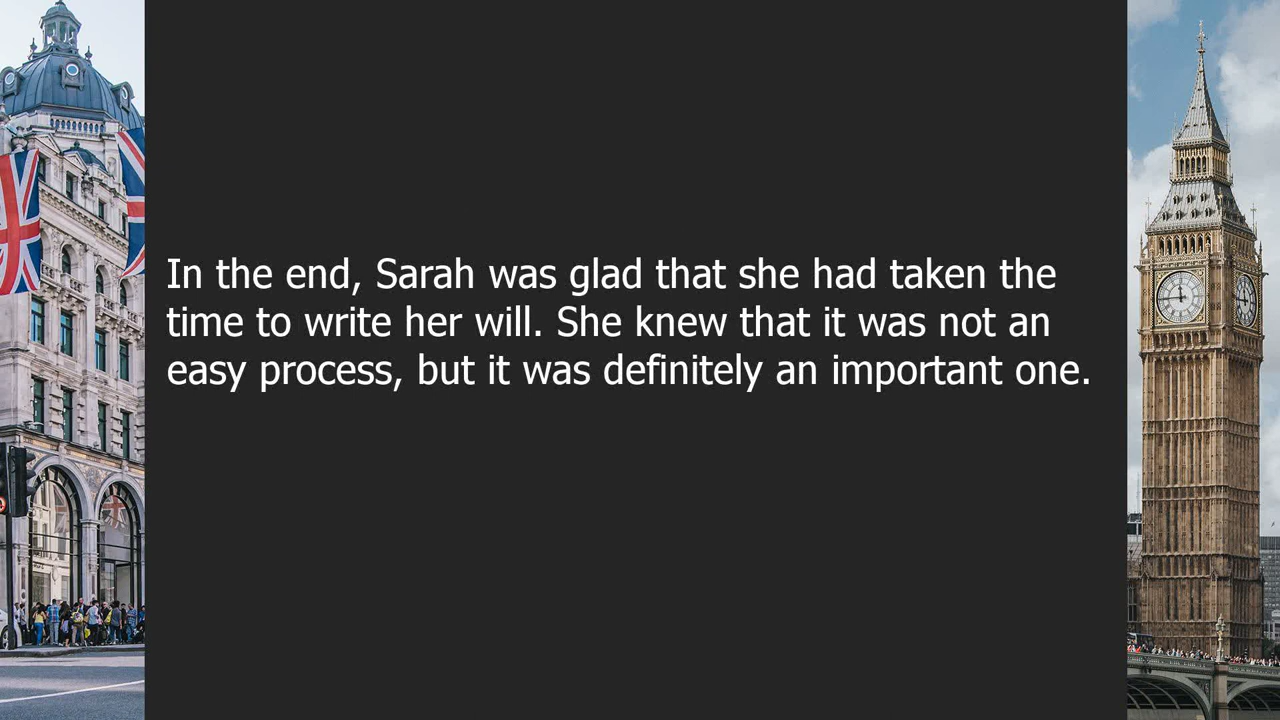 In the end, Sarah was glad that she had taken the
time to write her will. She knew that it was not an
easy process, but it was definitely an important one.